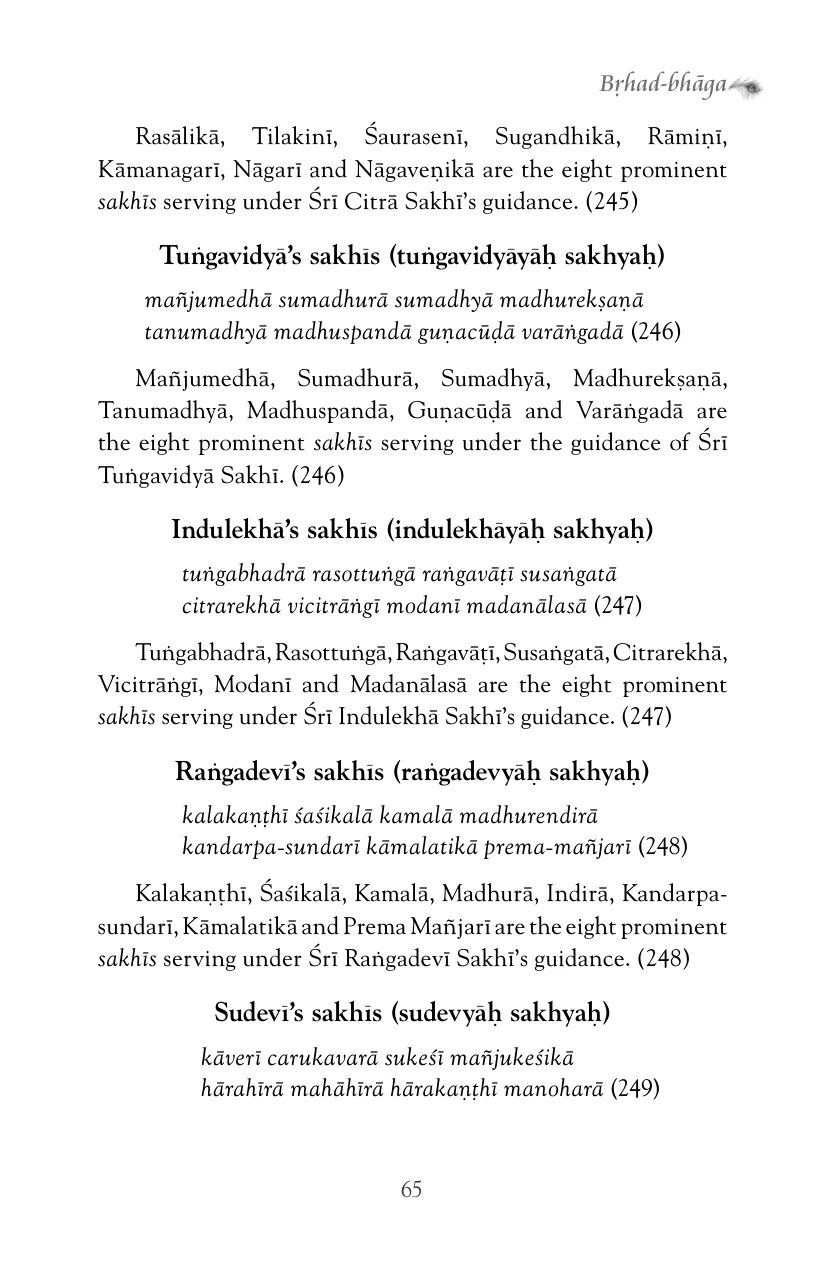 Bṛhad-bhāga
Rasālikā, Tilakinī, Śaurasenī, Sugandhikā, Rāmiṇī,
Kāmanagarī, Nāgarī and Nāgaveṇikā are the eight prominent
sakhīs serving under Śrī Citrā Sakhī’s guidance. (245)
Tuṅgavidyā’s sakhīs (tuṅgavidyāyāḥ sakhyaḥ)
mañjumedhā sumadhurā sumadhyā madhurekṣaṇā
tanumadhyā madhuspandā guṇacūḍā varāṅgadā (246)
Mañjumedhā, Sumadhurā, Sumadhyā, Madhurekṣaṇā,
Tanumadhyā, Madhuspandā, Guṇacūḍā and Varāṅgadā are
the eight prominent sakhīs serving under the guidance of Śrī
Tuṅgavidyā Sakhī. (246)
Indulekhā’s sakhīs (indulekhāyāḥ sakhyaḥ)
tuṅgabhadrā rasottuṅgā raṅgavāṭī susaṅgatā
citrarekhā vicitrāṅgī modanī madanālasā (247)
Tuṅgabhadrā, Rasottuṅgā, Raṅgavāṭī, Susaṅgatā, Citrarekhā,
Vicitrāṅgī, Modanī and Madanālasā are the eight prominent
sakhīs serving under Śrī Indulekhā Sakhī’s guidance. (247)
Raṅgadevī’s sakhīs (raṅgadevyāḥ sakhyaḥ)
kalakaṇṭhī śaśikalā kamalā madhurendirā
kandarpa-sundarī kāmalatikā prema-mañjarī (248)
Kalakaṇṭhī, Śaśikalā, Kamalā, Madhurā, Indirā, Kandarpa-
sundarī, Kāmalatikā and Prema Mañjarī are the eight prominent
sakhīs serving under Śrī Raṅgadevī Sakhī’s guidance. (248)
Sudevī’s sakhīs (sudevyāḥ sakhyaḥ)
kāverī carukavarā sukeśī mañjukeśikā
hārahīrā mahāhīrā hārakaṇṭhī manoharā (249)
65